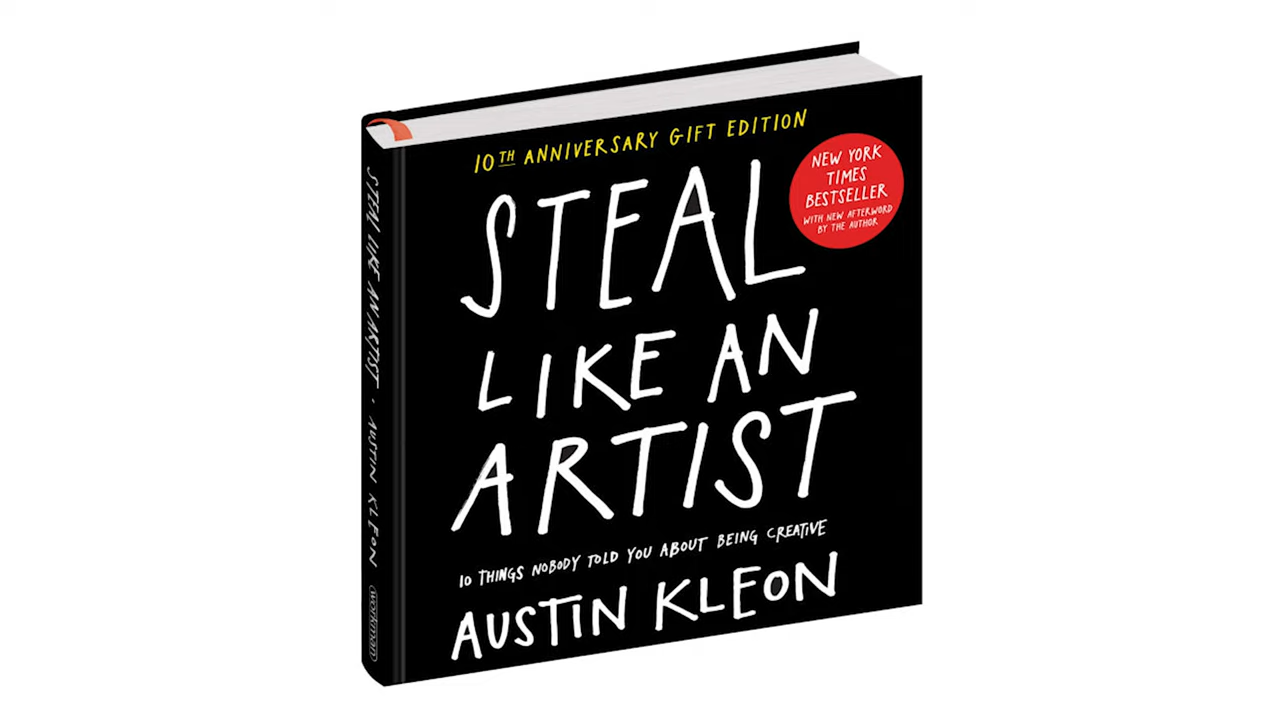 10TH ANNIVERSARY GIFT EDITION
STEAL
LIKE AN
ARTIST
10 THINGS NOBODY TOLD YOU ABOUT BEING CREATIVE
AUSTIN KLEON
NEW YORK
TIMES
BESTSELLER
WITH NEW AFTERWORD
BY THE AUTHOR
STEAL LIKE AN ARTIST · AUSTIN KLEON
workman